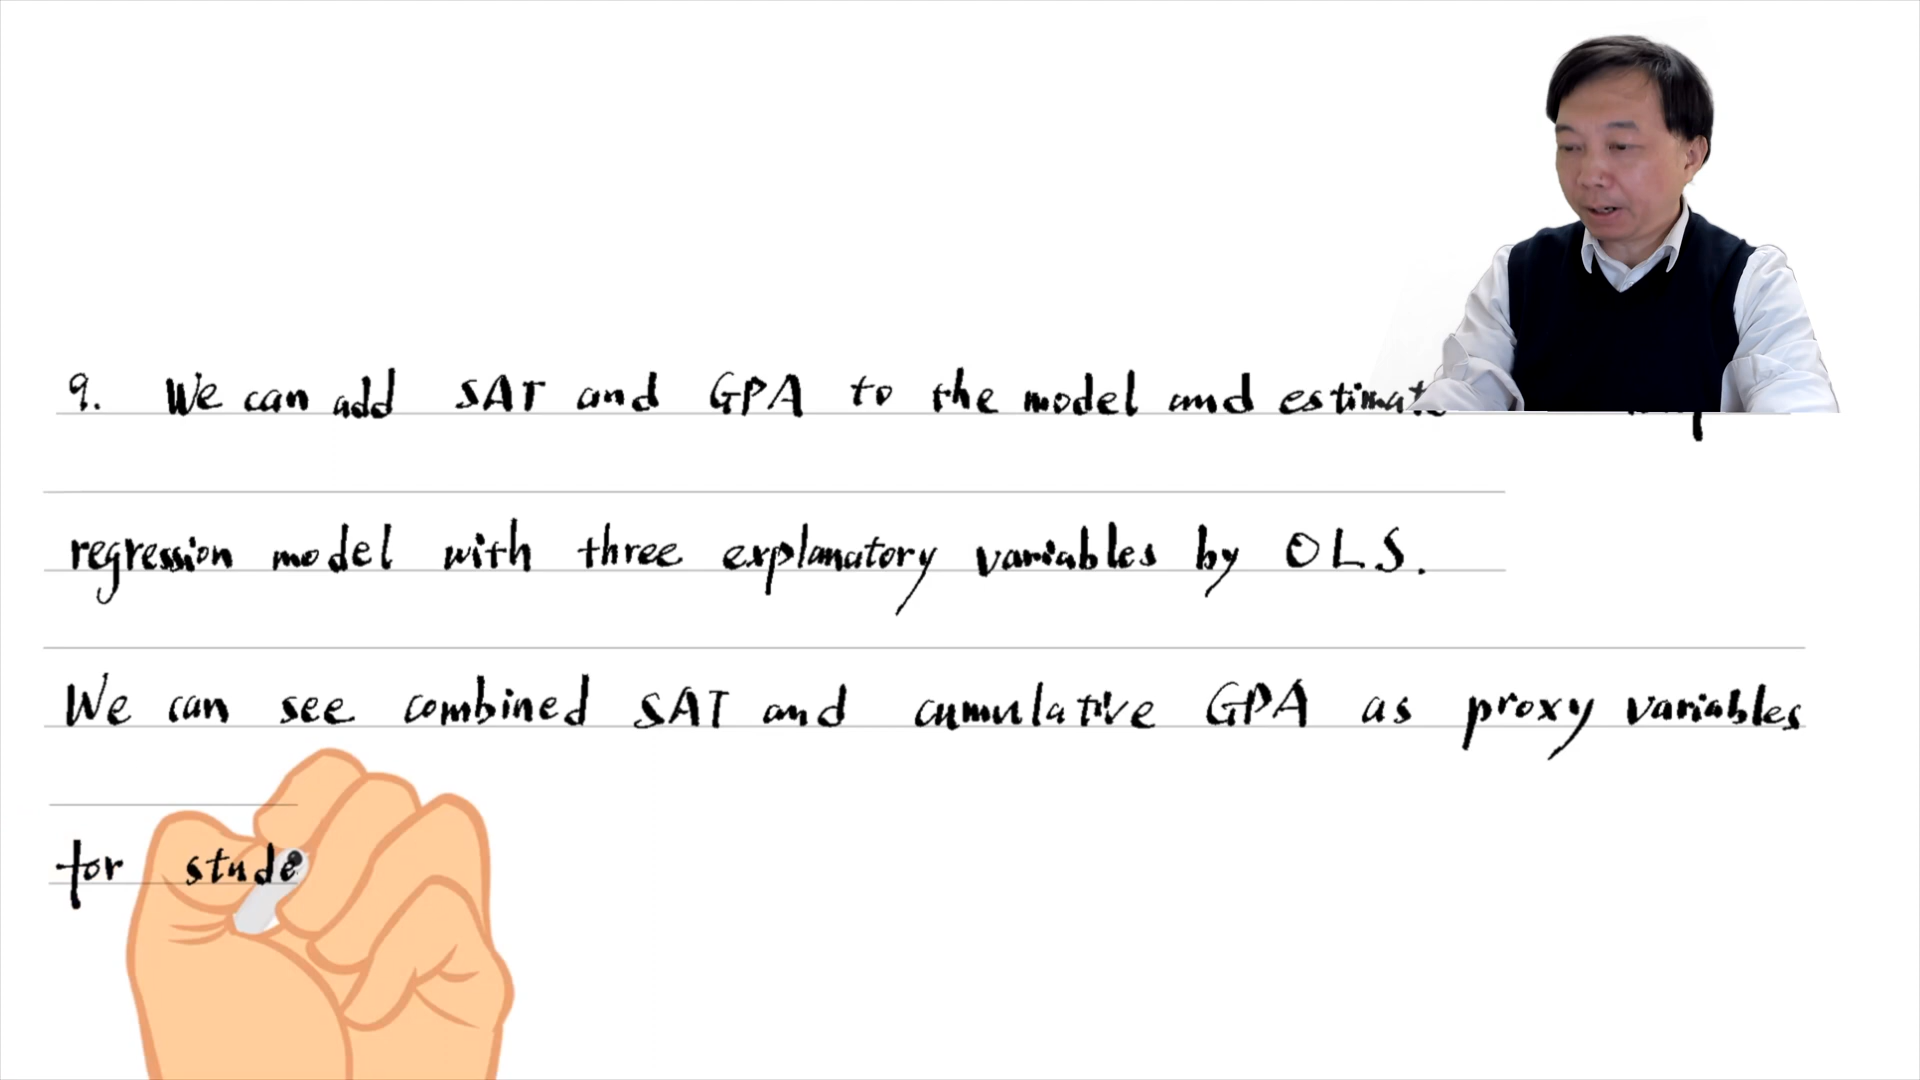 9. We can add SAT and GPA to the model and estimate
regression model with three explanatory variables by OLS.
We can see combined SAT and cumulative GPA as proxy variables
for stude